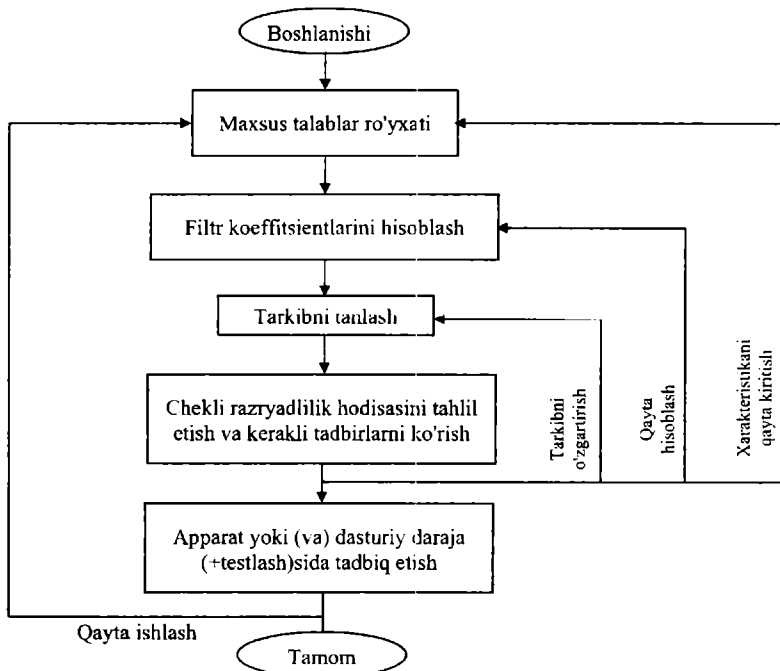 Boshlanishi
Maxsus talablar ro'yxati
Filtr koeffitsientlarini hisoblash
Tarkibni tanlash
Chekli razryadlilik hodisasini tahlil
etish va kerakli tadbirlarni ko'rish
Tarkibni
o'zgartirish
Qayta
hisoblash
Xarakteristikani
qayta kiritish
Apparat yoki (va) dasturiy daraja
(+testlash)sida tadbiq etish
Qayta ishlash
Tamom